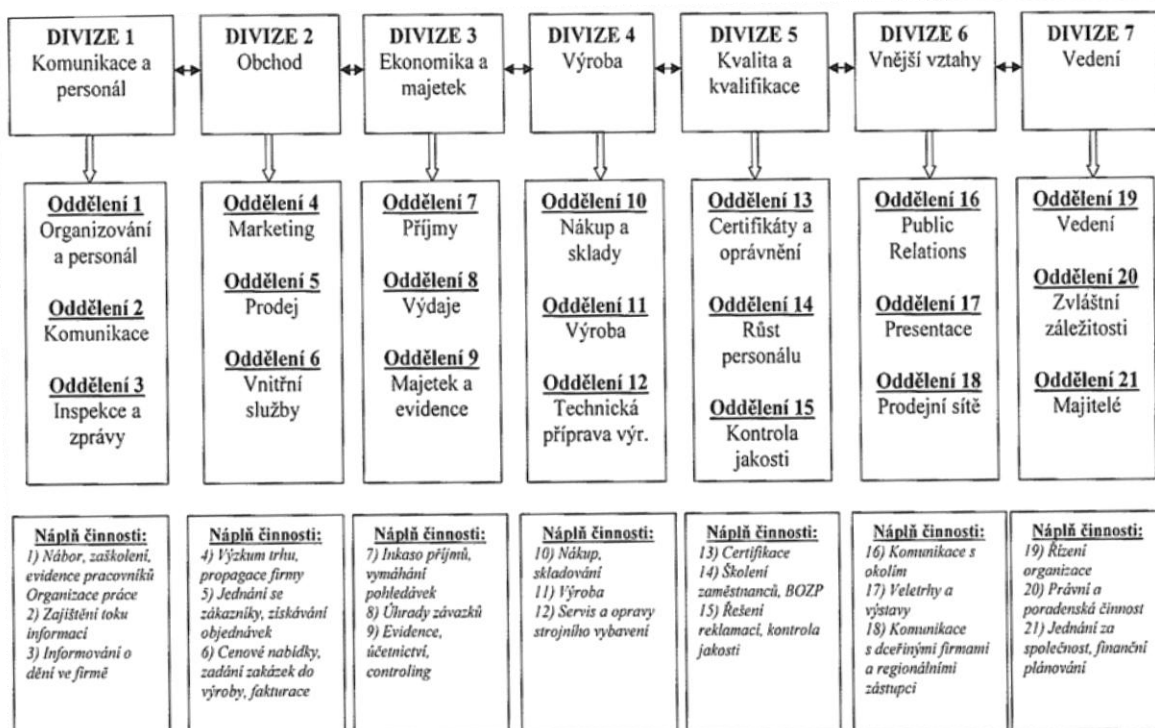 DIVIZE 1
Komunikace a
personál
DIVIZE 2
Obchod
DIVIZE 3
Ekonomika a
majetek
DIVIZE 4
Výroba
DIVIZE 5
Kvalita a
kvalifikace
DIVIZE 6
Vnější vztahy
DIVIZE 7
Vedení
Oddělení 1
Organizování
a personál
Oddělení 2
Komunikace
Oddělení 3
Inspekce a
zprávy
Oddělení 4
Marketing
Oddělení 5
Prodej
Oddělení 6
Vnitřní
služby
Oddělení 7
Příjmy
Oddělení 8
Výdaje
Oddělení 9
Majetek a
evidence
Oddělení 10
Nákup a
sklady
Oddělení 11
Výroba
Oddělení 12
Technická
příprava výr.
Oddělení 13
Certifikáty a
oprávnění
Oddělení 14
Růst
personálu
Oddělení 15
Kontrola
jakosti
Oddělení 16
Public
Relations
Oddělení 17
Presentace
Oddělení 18
Prodejní sítě
Oddělení 19
Vedení
Oddělení 20
Zvláštní
záležitosti
Oddělení 21
Majitelé
Náplň činnosti:
1) Nábor, zaškolení,
evidence pracovníků
Organizace práce
2) Zajištění toku
informací
3) Informování o
dění ve firmě
Náplň činnosti:
4) Výzkum trhu,
propagace firmy
5) Jednání se
zákazníky, získávání
objednávek
6) Cenové nabídky,
zadání zakázek do
výroby, fakturace
Náplň činnosti:
7) Inkaso příjmů,
vymáhání
pohledávek
8) Úhrady závazků
9) Evidence,
účetnictví,
controling
Náplň činnosti:
10) Nákup,
skladování
11) Výroba
12) Servis a opravy
strojního vybavení
Náplň činnosti:
13) Certifikace
14) Školení
zaměstnanců, BOZP
15) Řešení
reklamací, kontrola
jakosti
Náplň činnosti:
16) Komunikace s
okolím
17) Veletrhy a
výstavy
18) Komunikace
s dceřinými firmami
a regionálními
zástupci
Náplň činnosti:
19) Řízení
organizace
20) Právní a
poradenská činnost
21) Jednání za
společnost, finanční
plánování